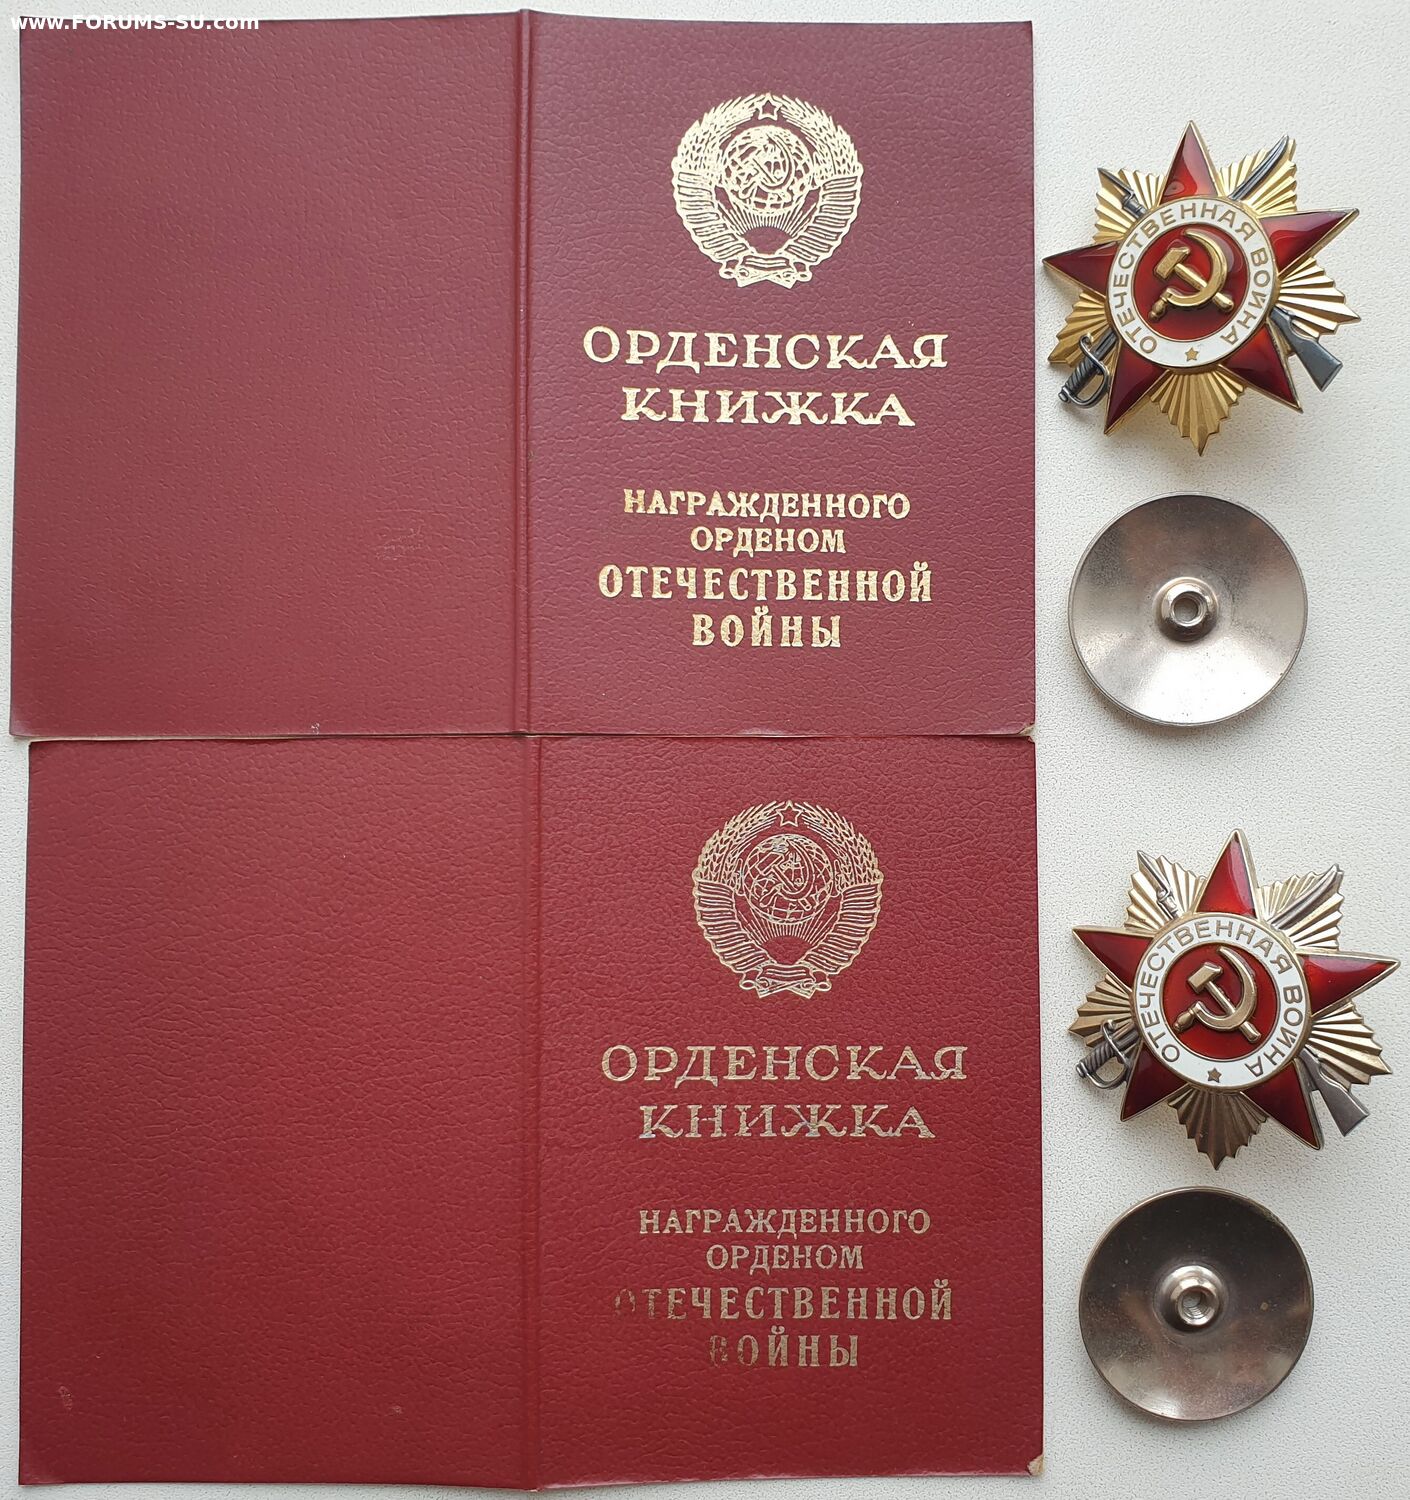 www.FORUMS-SU.com
ОРДЕНСКАЯ
КНИЖКА
НАГРАЖДЕННОГО
ОРДЕНОМ
ОТЕЧЕСТВЕННОЙ
ВОЙНЫ
ОТЕЧЕСТВЕННАЯ ВОЙНА
ОРДЕНСКАЯ
КНИЖКА
НАГРАЖДЕННОГО
ОРДЕНОМ
ОТЕЧЕСТВЕННОЙ
ВОЙНЫ
ОТЕЧЕСТВЕННАЯ ВОЙНА